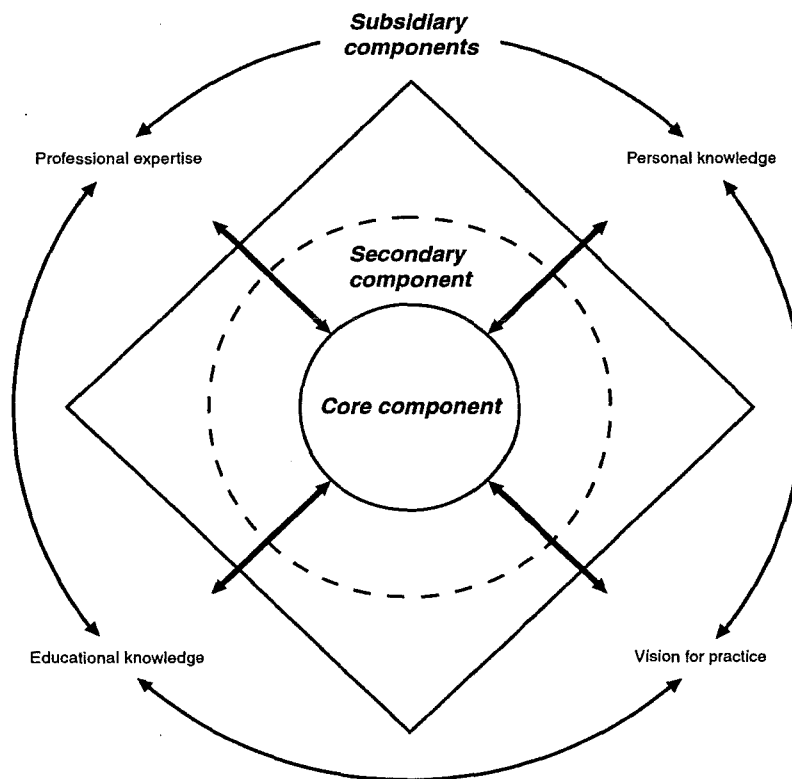 Subsidiary
components
Professional expertise
Personal knowledge
Secondary
component
Core component
Educational knowledge
Vision for practice